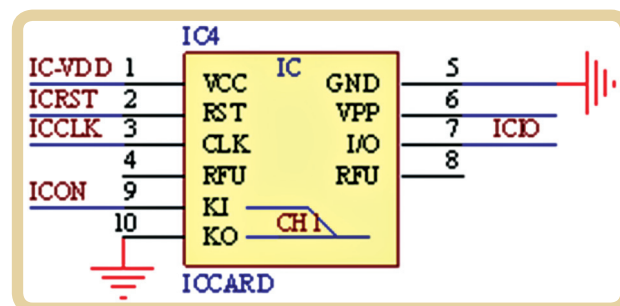 IC4
IC-VDD 1 VCC IC GND 5
ICRST 2 RST VPP 6
ICCLK 3 CLK I/O 7 ICIO
4 RFU RFU 8
ICON 9 KI
10 KO CH1
ICCARD